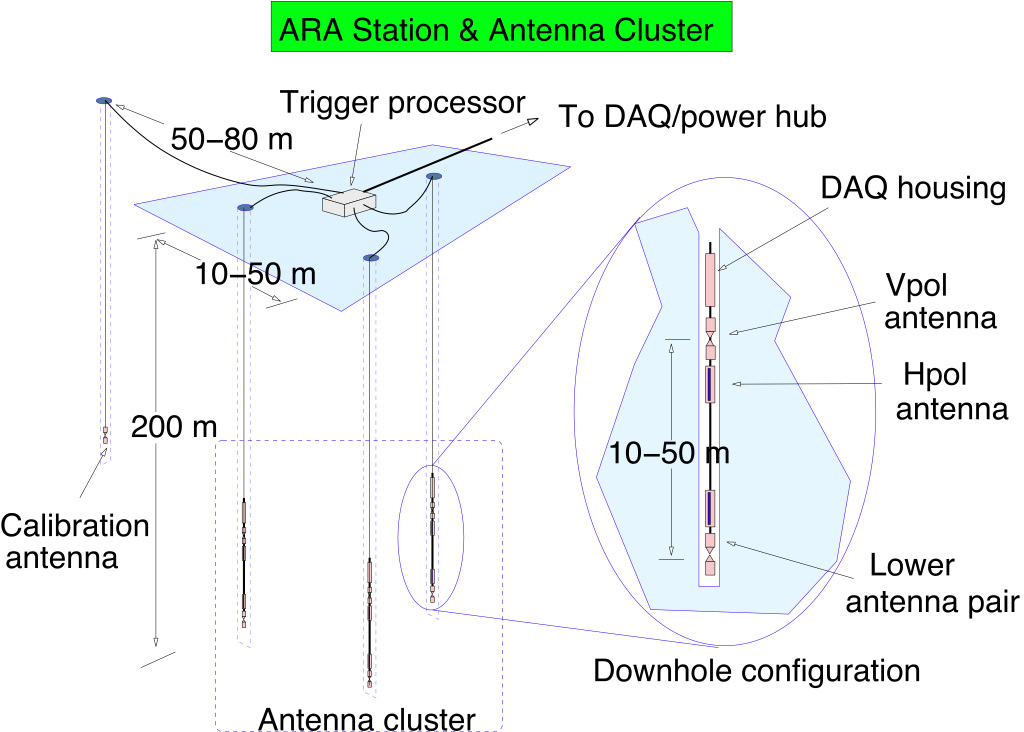 ARA Station & Antenna Cluster
Trigger processor
To DAQ/power hub
50−80 m
DAQ housing
10−50 m
Vpol
antenna
Hpol
antenna
200 m
10−50 m
Calibration
antenna
Lower
antenna pair
Downhole configuration
Antenna cluster